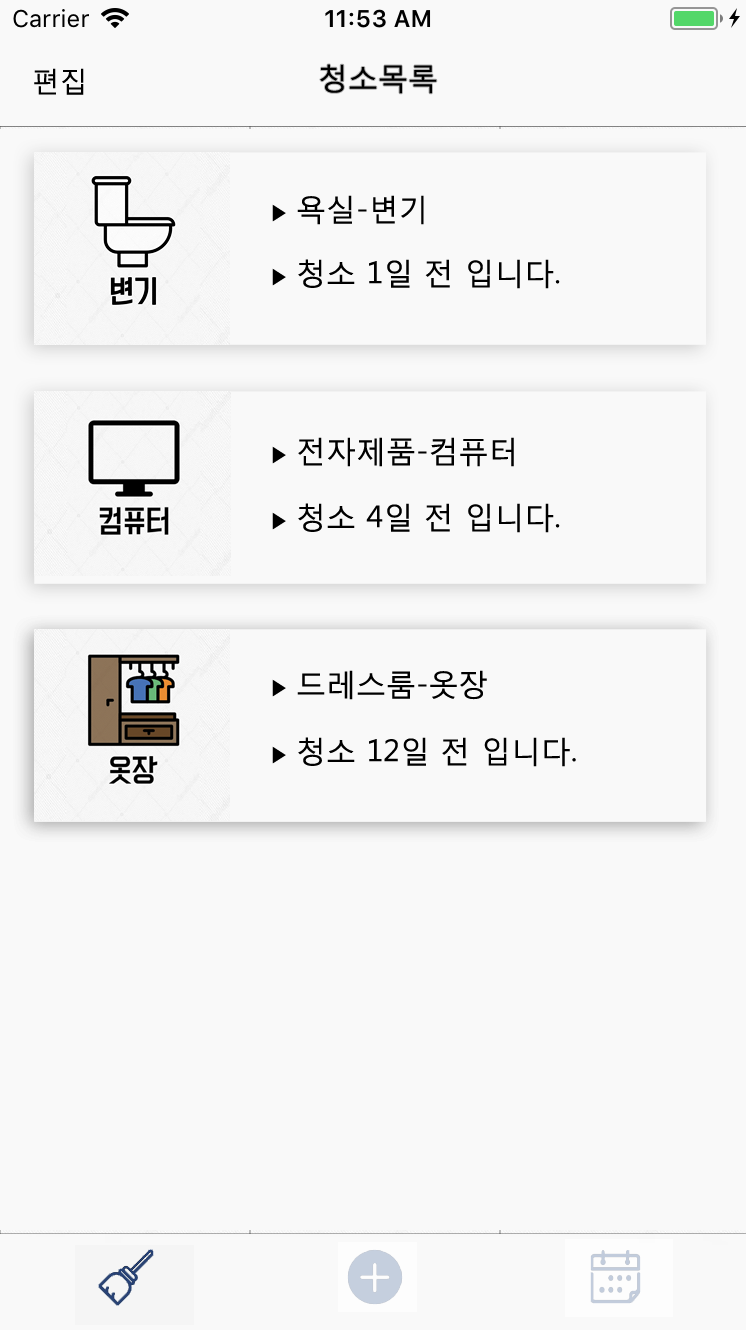 Carrier 11:53 AM
편집 청소목록
변기
▶ 욕실-변기
▶ 청소 1일 전 입니다.
컴퓨터
▶ 전자제품-컴퓨터
▶ 청소 4일 전 입니다.
옷장
▶ 드레스룸-옷장
▶ 청소 12일 전 입니다.